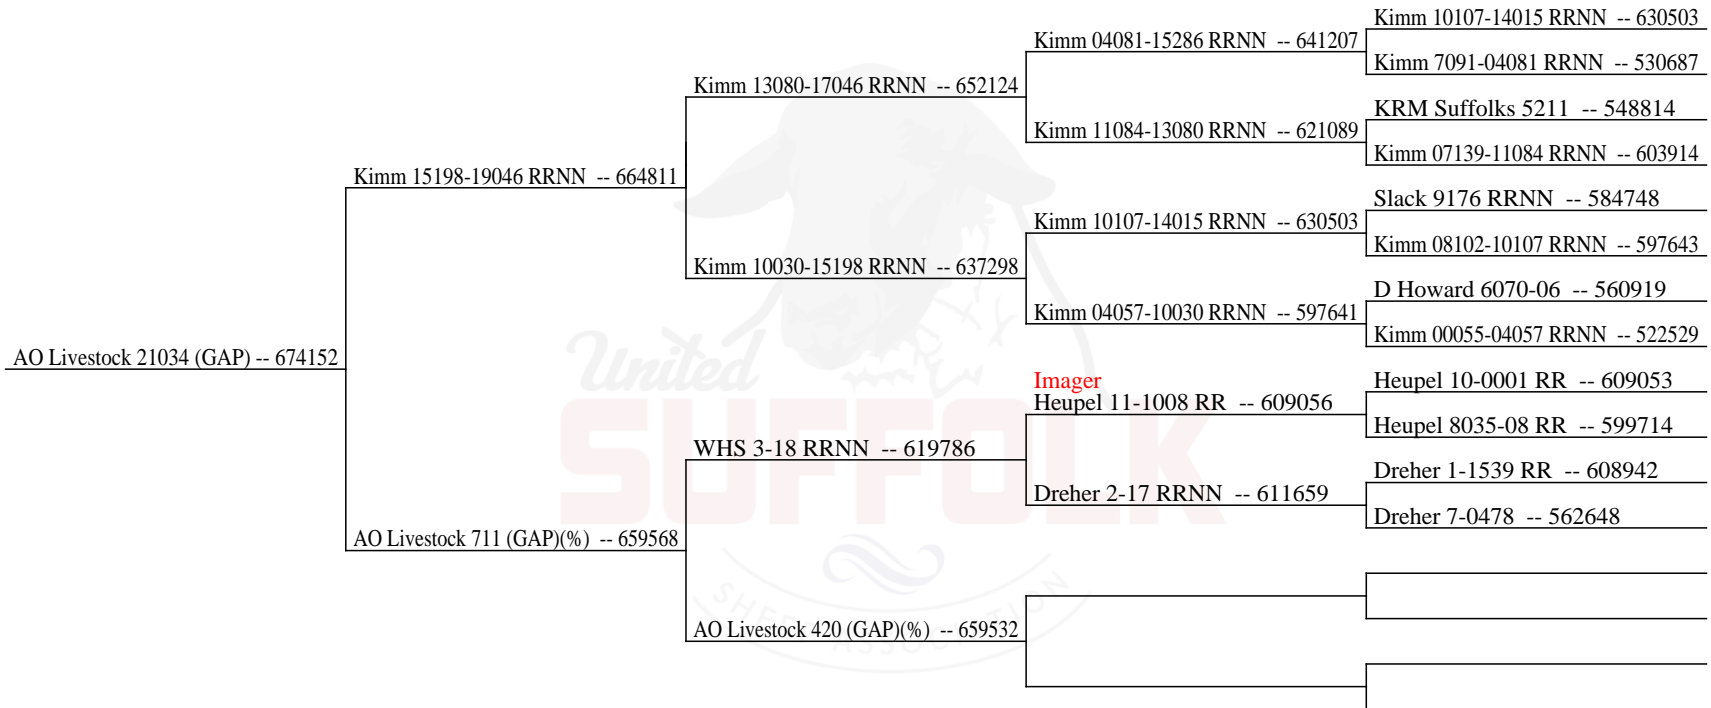 Kimm 10107-14015 RRNN -- 630503
Kimm 04081-15286 RRNN -- 641207
Kimm 7091-04081 RRNN -- 530687
Kimm 13080-17046 RRNN -- 652124
KRM Suffolks 5211 -- 548814
Kimm 11084-13080 RRNN -- 621089
Kimm 07139-11084 RRNN -- 603914
Kimm 15198-19046 RRNN -- 664811
Slack 9176 RRNN -- 584748
Kimm 10107-14015 RRNN -- 630503
Kimm 08102-10107 RRNN -- 597643
Kimm 10030-15198 RRNN -- 637298
D Howard 6070-06 -- 560919
Kimm 04057-10030 RRNN -- 597641
Kimm 00055-04057 RRNN -- 522529
AO Livestock 21034 (GAP) -- 674152
United
SUFFOLK
SHEEP ASSOCIATION
Imager
Heupel 10-0001 RR -- 609053
Heupel 11-1008 RR -- 609056
Heupel 8035-08 RR -- 599714
WHS 3-18 RRNN -- 619786
Dreher 1-1539 RR -- 608942
Dreher 2-17 RRNN -- 611659
Dreher 7-0478 -- 562648
AO Livestock 711 (GAP)(%) -- 659568
AO Livestock 420 (GAP)(%) -- 659532